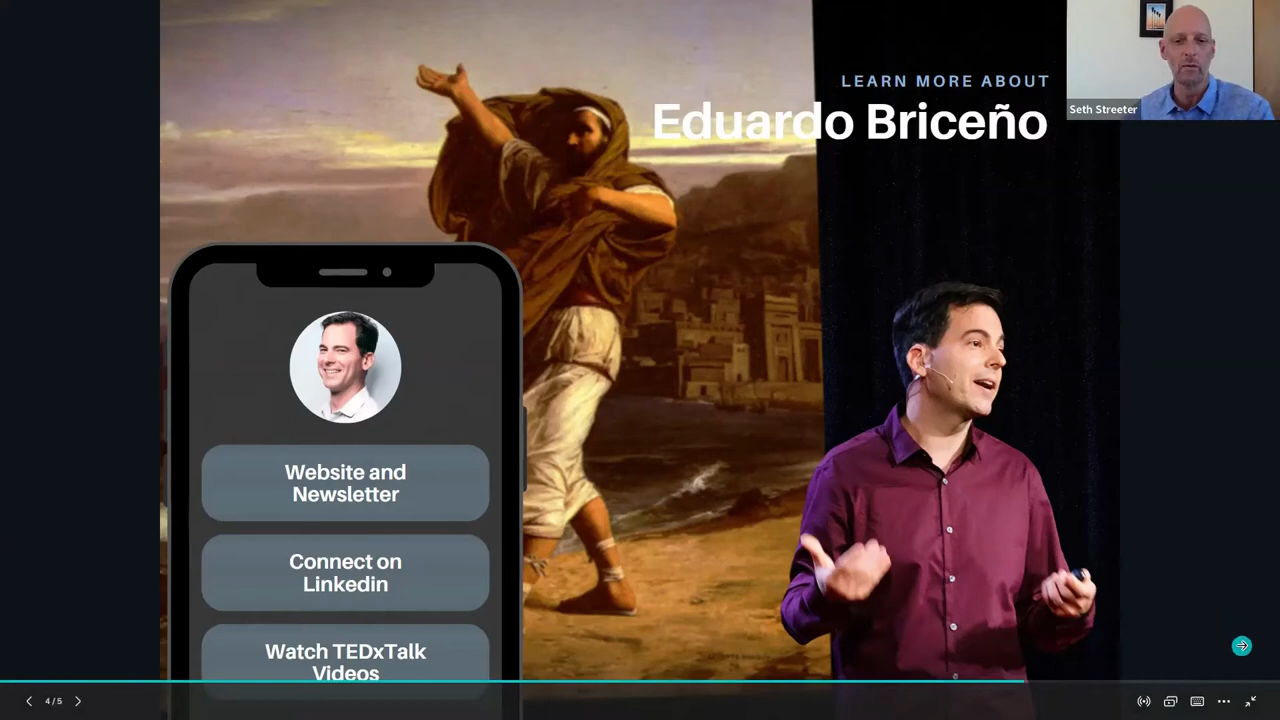 LEARN MORE ABOUT
Eduardo Briceño
Seth Streeter
Website and
Newsletter
Connect on
Linkedin
Watch TEDxTalk
Videos
4/5